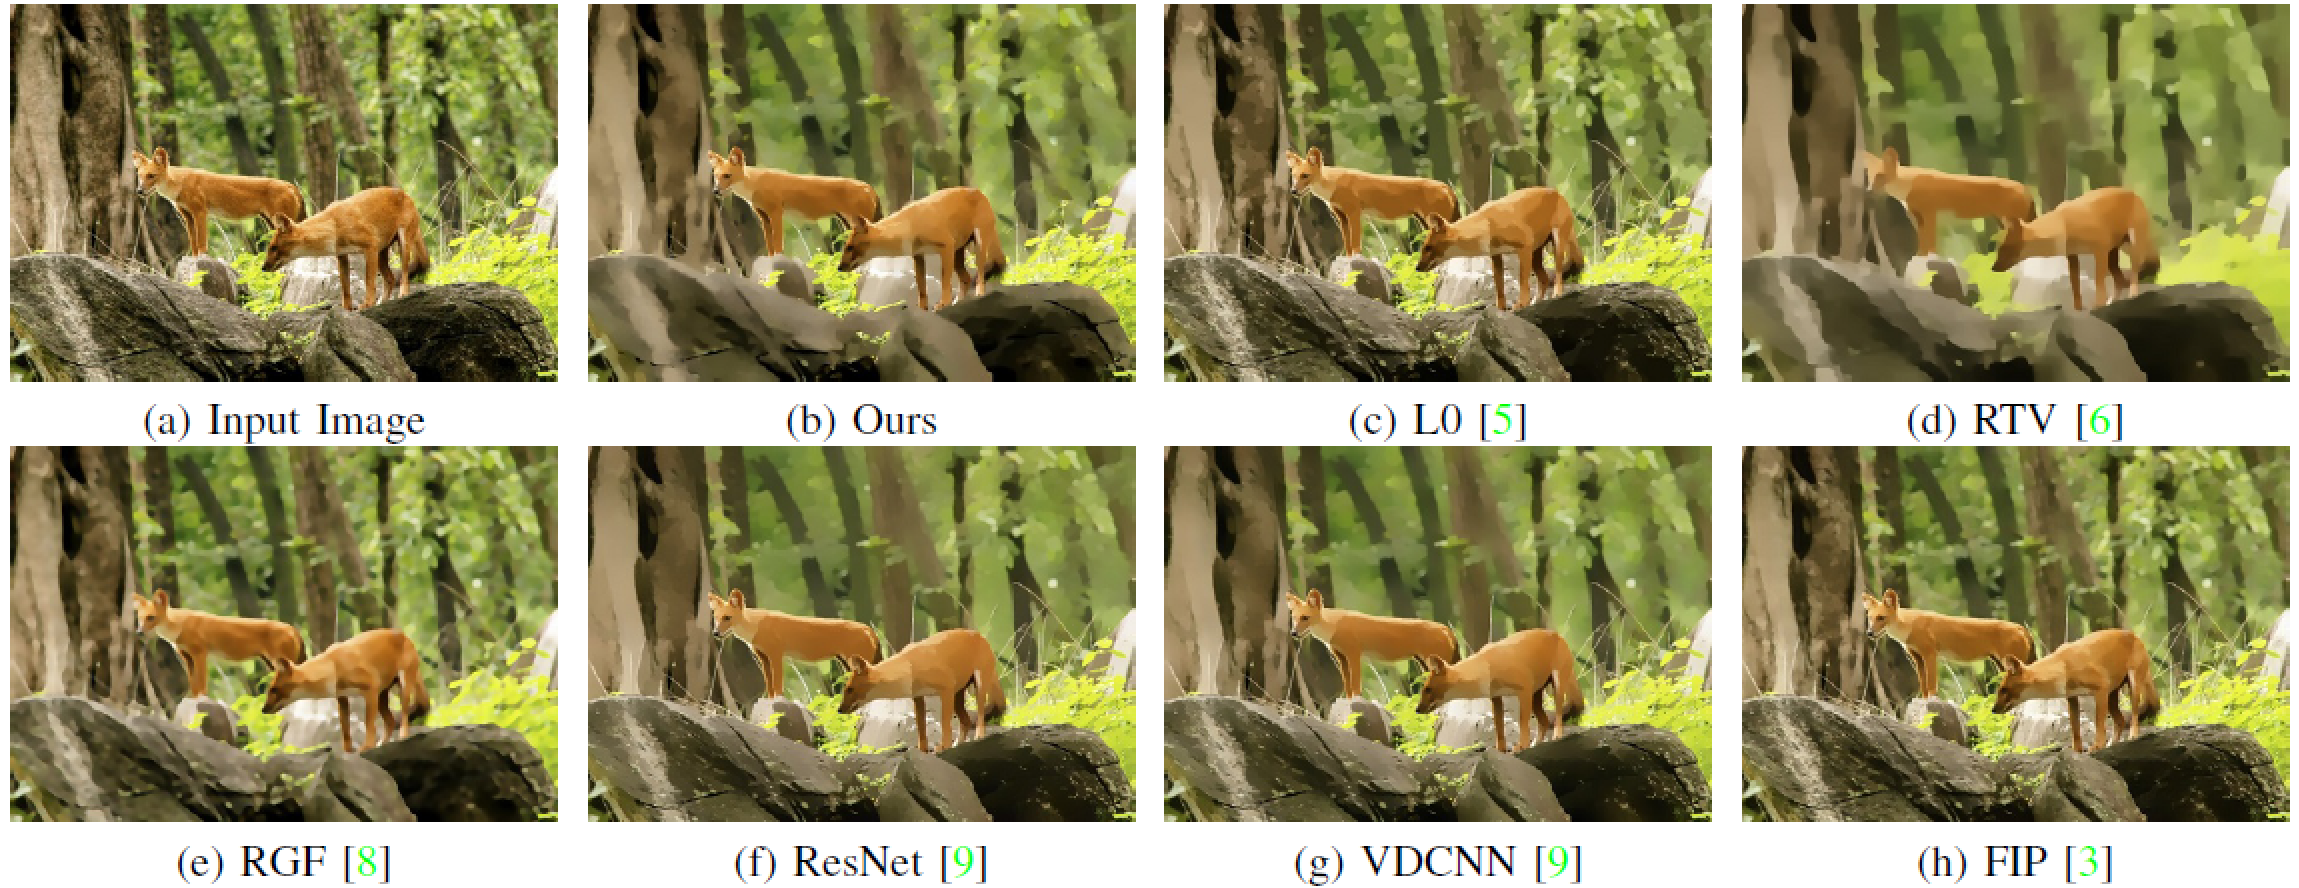 (a) Input Image
(b) Ours
(c) L0 [5]
(d) RTV [6]
(e) RGF [8]
(f) ResNet [9]
(g) VDCNN [9]
(h) FIP [3]